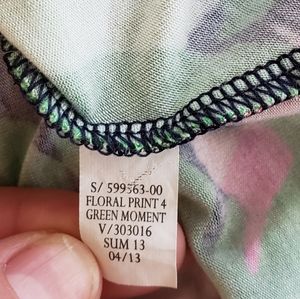 S/ 599563-00
FLORAL PRINT 4
GREEN MOMENT
V/303016
SUM 13
04/13